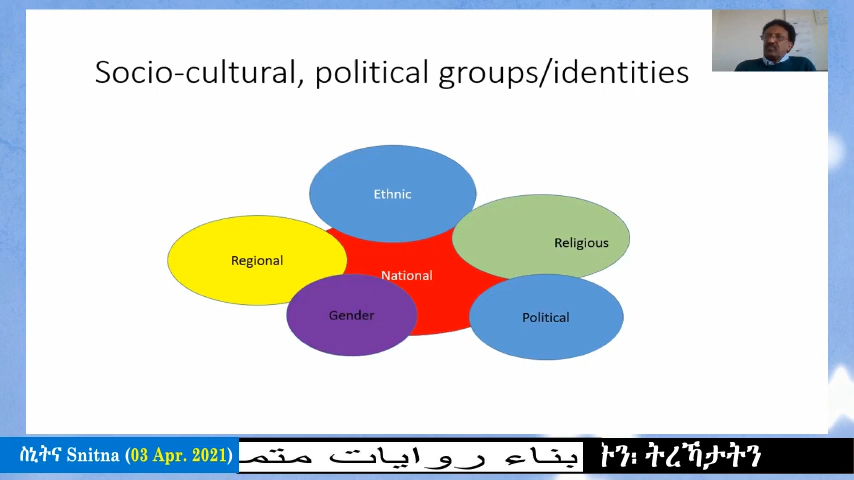 Socio-cultural, political groups/identities
Ethnic
Religious
Regional
National
Gender
Political
ስኒትና Snitna (03 Apr. 2021)
بناء روايات متمـ
ትን፡ ትረኻታትን